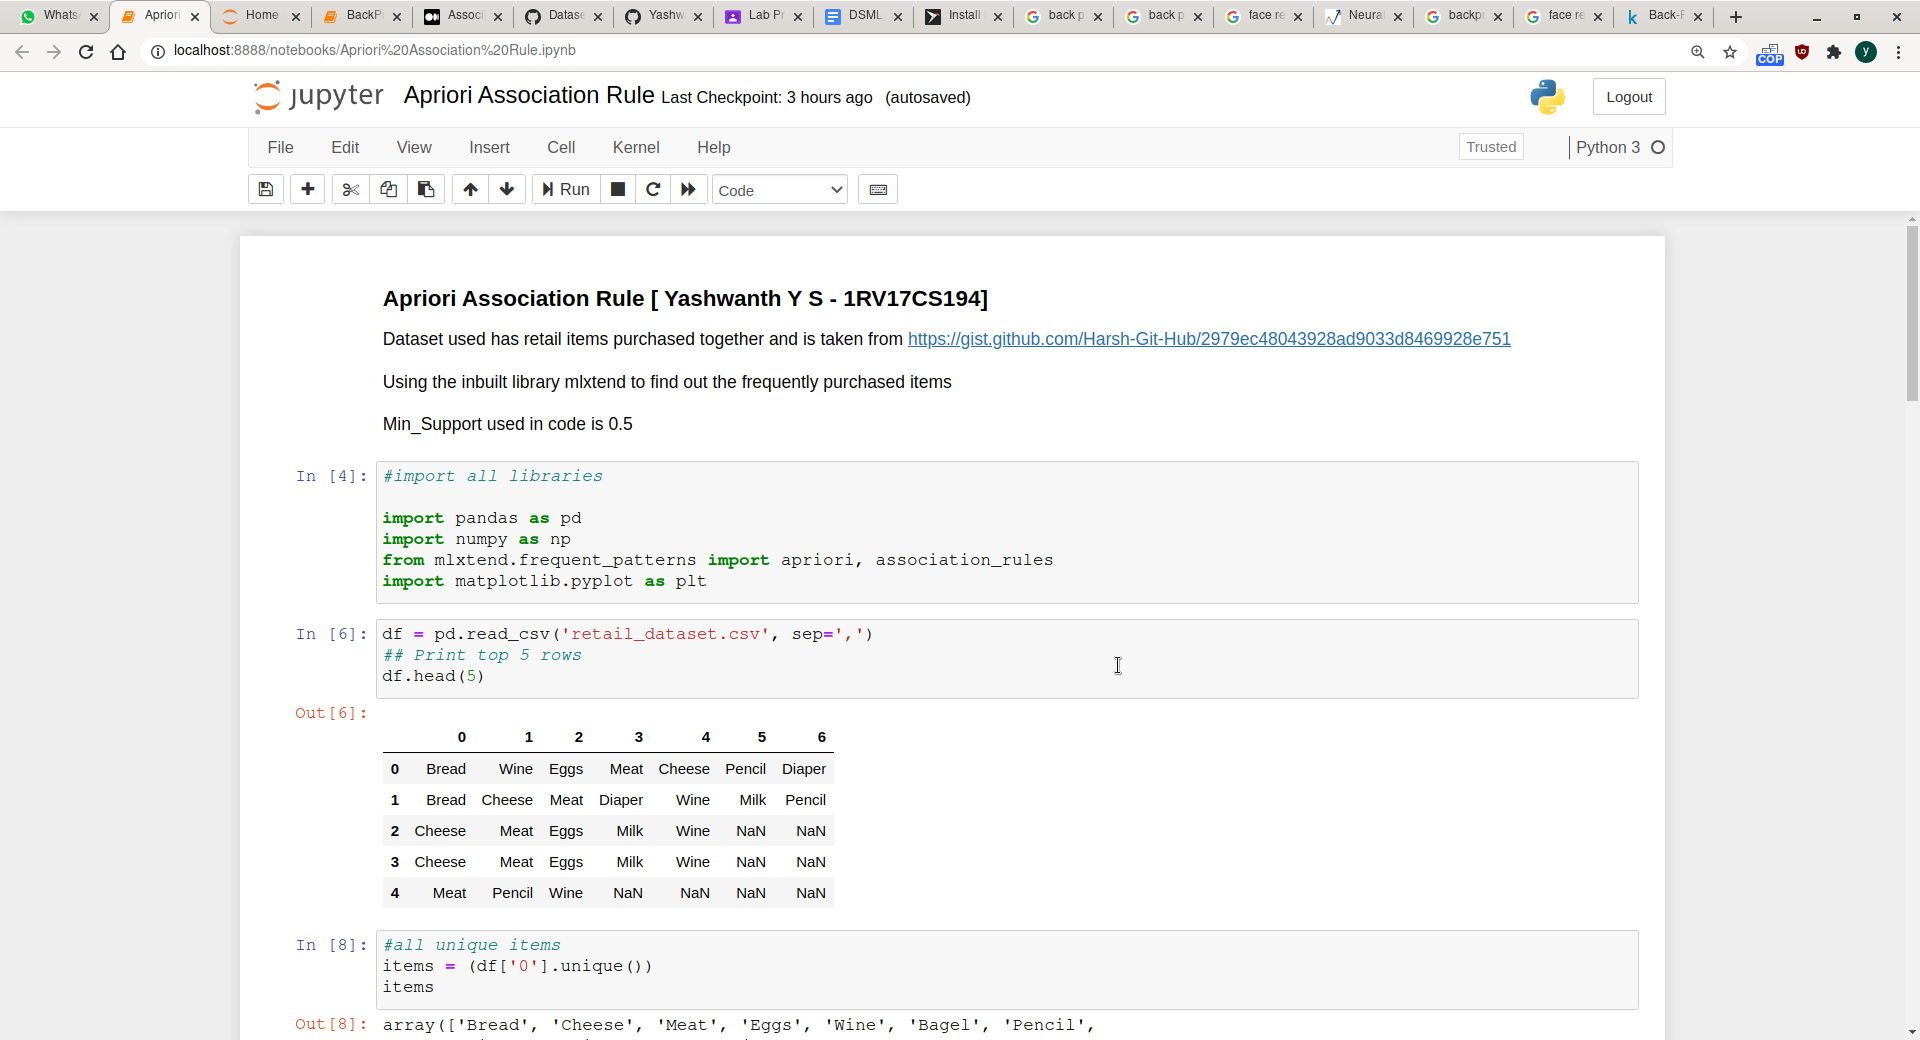 Whats Apriori Home BackP Associ Datase Yashw Lab Pr DSML Install back p back p face re Neural backpr face re Back-P
localhost:8888/notebooks/Apriori%20Association%20Rule.ipynb COP y
jupyter Apriori Association Rule Last Checkpoint: 3 hours ago (autosaved) Logout
File Edit View Insert Cell Kernel Help Trusted Python 3
Run Code
Apriori Association Rule [ Yashwanth Y S - 1RV17CS194]
Dataset used has retail items purchased together and is taken from https://gist.github.com/Harsh-Git-Hub/2979ec48043928ad9033d8469928e751
Using the inbuilt library mlxtend to find out the frequently purchased items
Min_Support used in code is 0.5
In [4]: #import all libraries
import pandas as pd
import numpy as np
from mlxtend.frequent_patterns import apriori, association_rules
import matplotlib.pyplot as plt
In [6]: df = pd.read_csv('retail_dataset.csv', sep=',')
## Print top 5 rows
df.head(5)
Out[6]:
0 1 2 3 4 5 6
0 Bread Wine Eggs Meat Cheese Pencil Diaper
1 Bread Cheese Meat Diaper Wine Milk Pencil
2 Cheese Meat Eggs Milk Wine NaN NaN
3 Cheese Meat Eggs Milk Wine NaN NaN
4 Meat Pencil Wine NaN NaN NaN NaN
In [8]: #all unique items
items = (df['0'].unique())
items
Out[8]: array(['Bread', 'Cheese', 'Meat', 'Eggs', 'Wine', 'Bagel', 'Pencil',